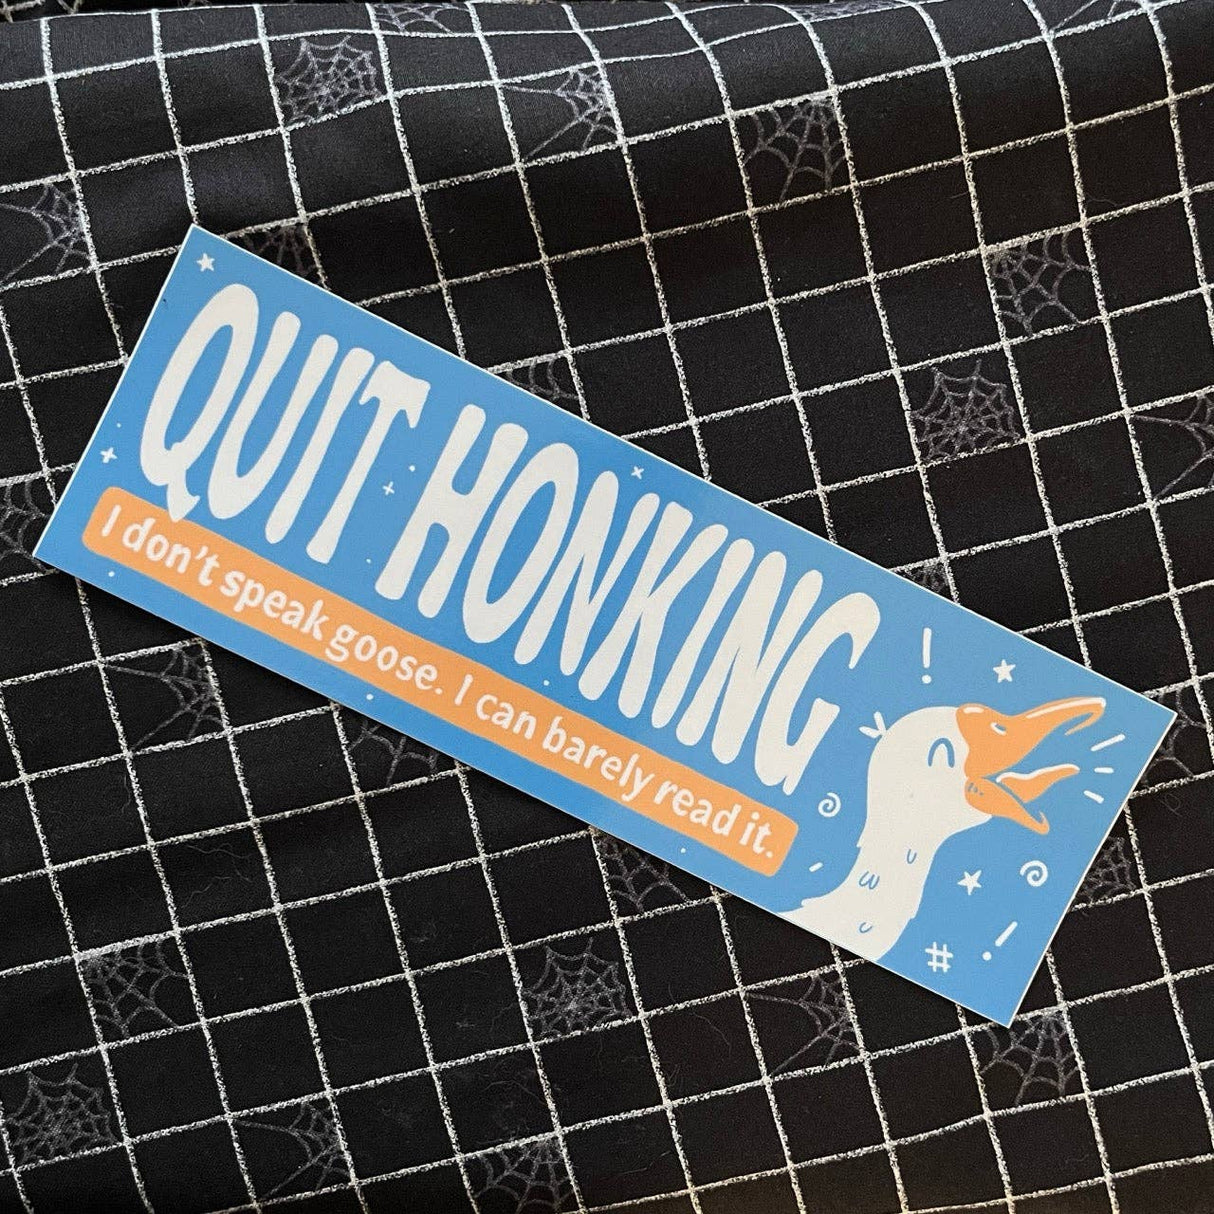 QUIT HONKING
I don't speak goose. I can barely read it.